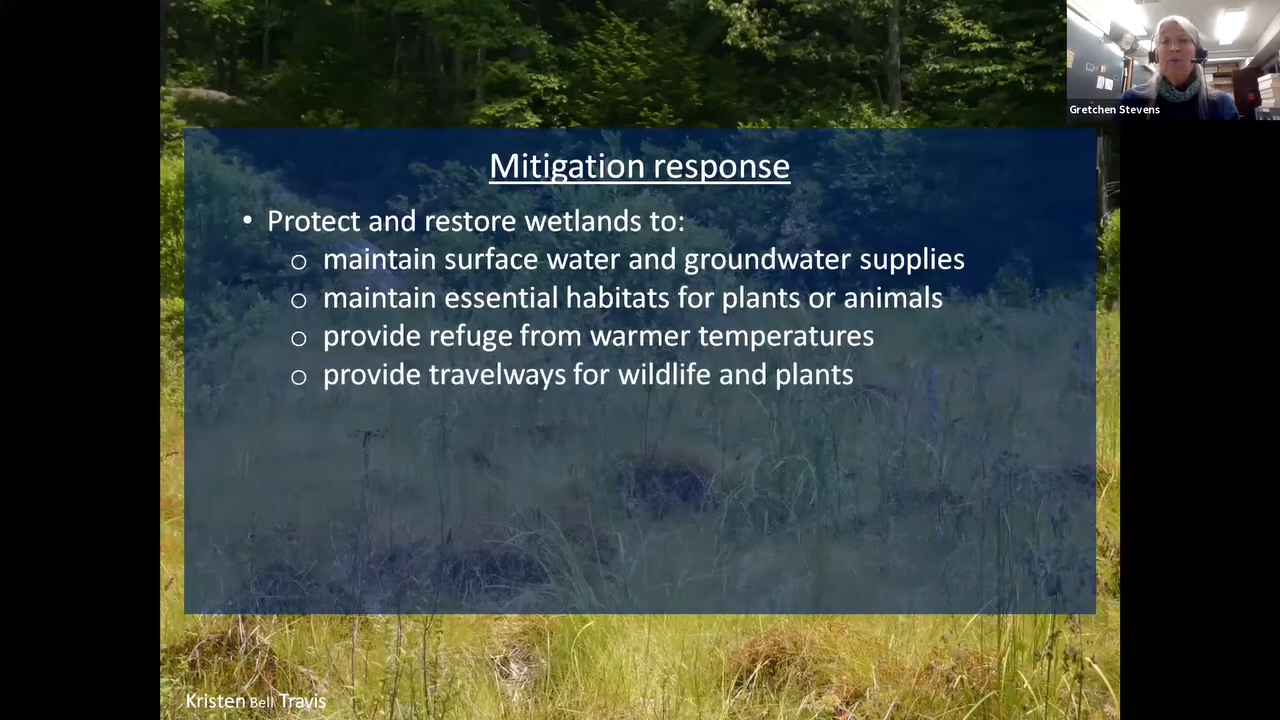 Gretchen Stevens
Mitigation response
• Protect and restore wetlands to:
o maintain surface water and groundwater supplies
o maintain essential habitats for plants or animals
o provide refuge from warmer temperatures
o provide travelways for wildlife and plants
Kristen Bell Travis